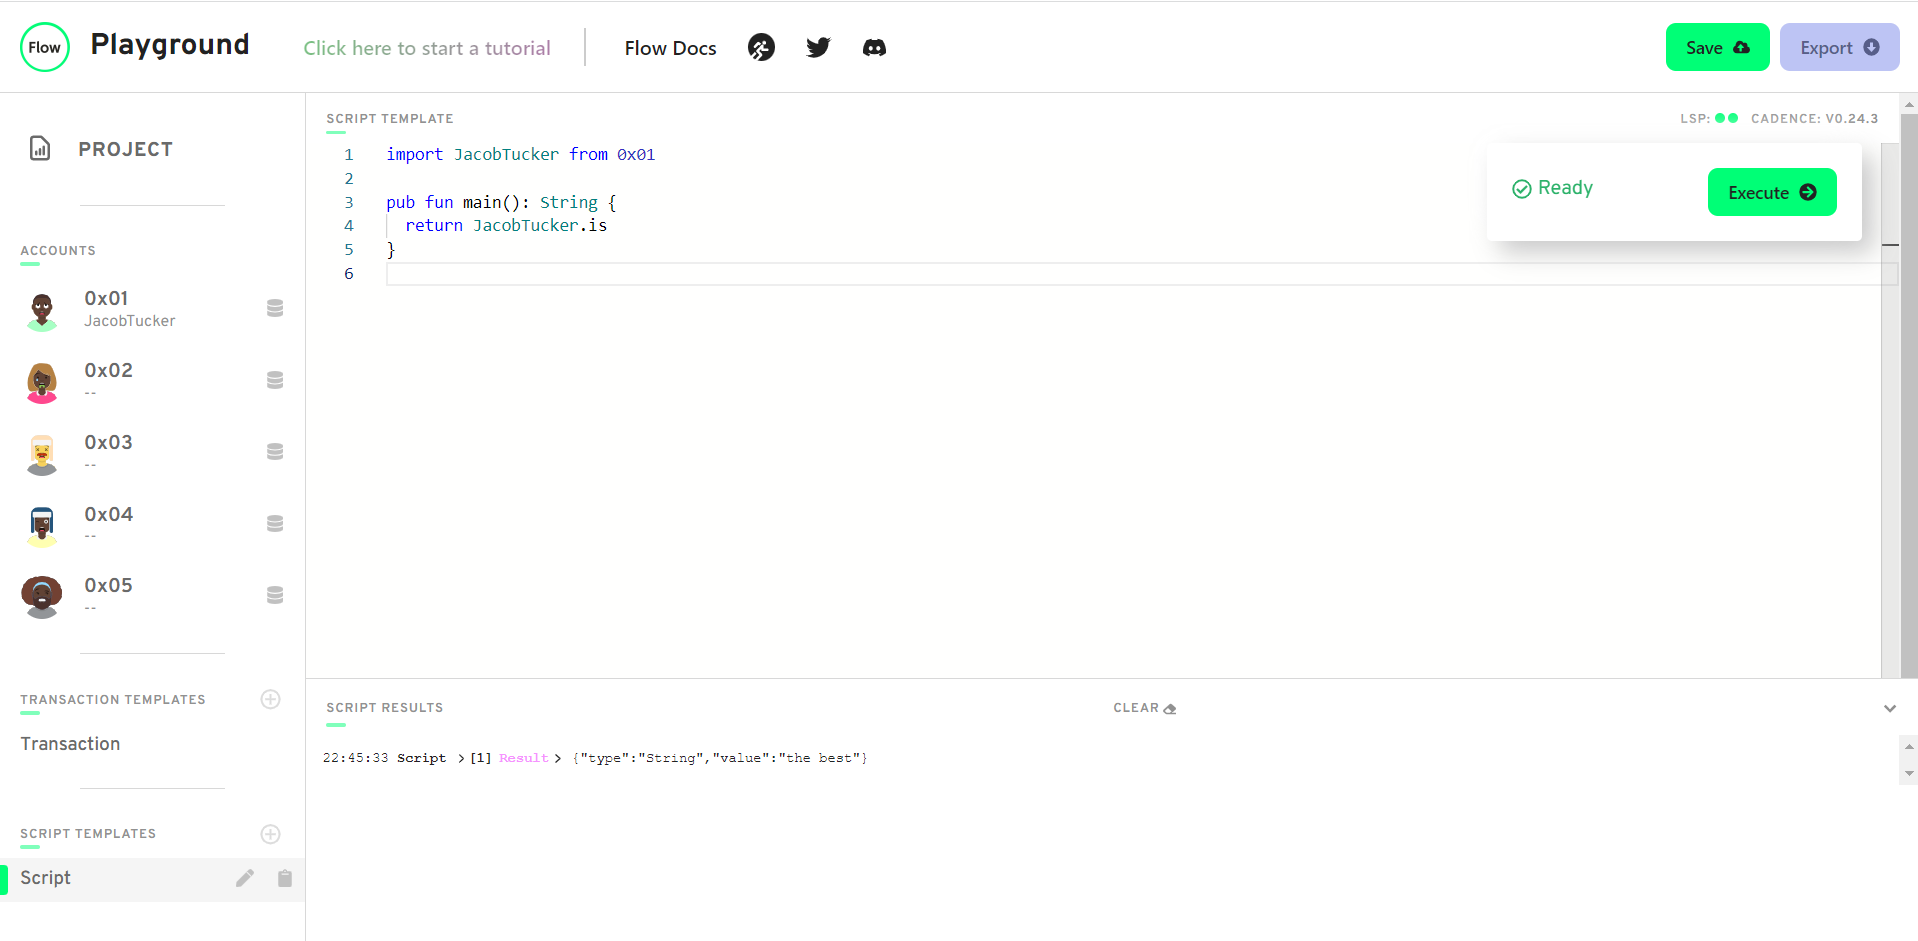 Flow
Playground
Click here to start a tutorial
Flow Docs
Save
Export
PROJECT
ACCOUNTS
0x01
JacobTucker
0x02
--
0x03
--
0x04
--
0x05
--
TRANSACTION TEMPLATES
Transaction
SCRIPT TEMPLATES
Script
SCRIPT TEMPLATE
LSP: CADENCE: V0.24.3
1 import JacobTucker from 0x01
2
3 pub fun main(): String {
4 return JacobTucker.is
5 }
6
Ready
Execute
SCRIPT RESULTS
CLEAR
22:45:33 Script > [1] Result > {"type":"String","value":"the best"}